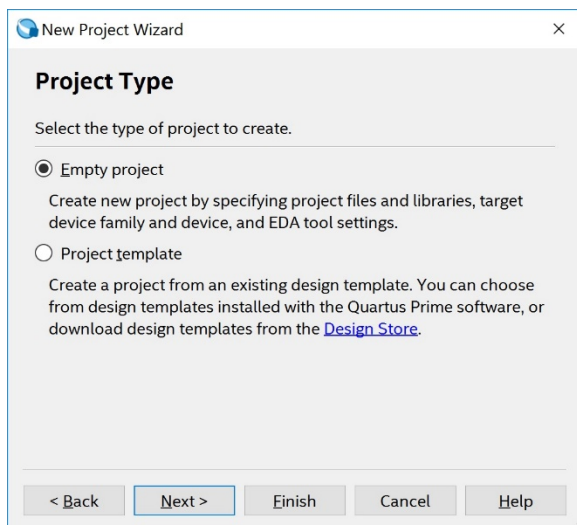 New Project Wizard
Project Type
Select the type of project to create.
Empty project
Create new project by specifying project files and libraries, target
device family and device, and EDA tool settings.
Project template
Create a project from an existing design template. You can choose
from design templates installed with the Quartus Prime software, or
download design templates from the Design Store.
< Back Next > Finish Cancel Help